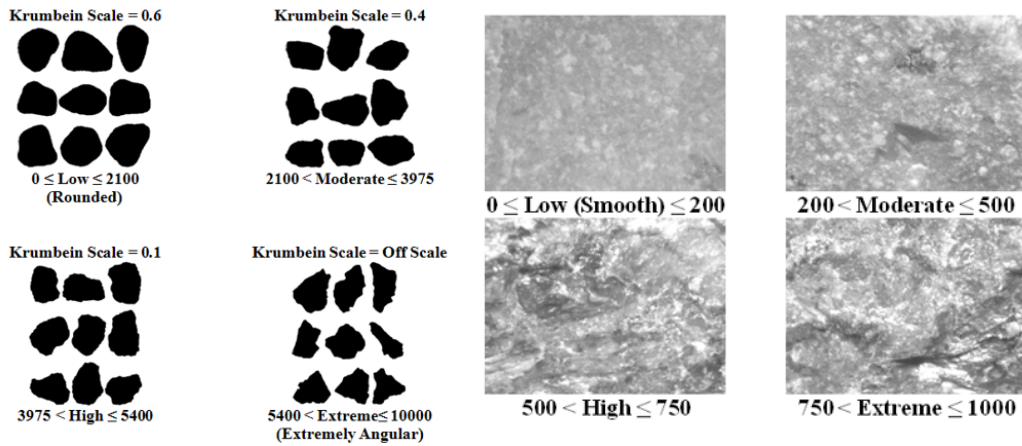 Krumbein Scale = 0.6
Krumbein Scale = 0.4
0 ≤ Low ≤ 2100
(Rounded)
2100 < Moderate ≤ 3975
0 ≤ Low (Smooth) ≤ 200
200 < Moderate ≤ 500
Krumbein Scale = 0.1
Krumbein Scale = Off Scale
3975 < High ≤ 5400
5400 < Extreme≤ 10000
(Extremely Angular)
500 < High ≤ 750
750 < Extreme ≤ 1000